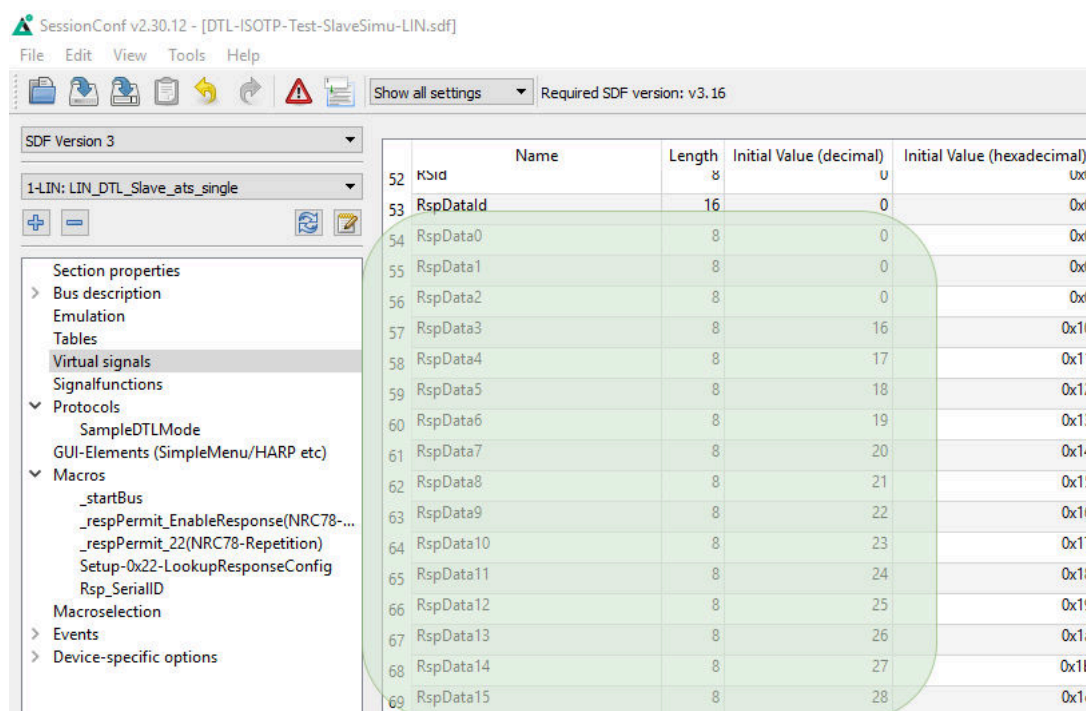 SessionConf v2.30.12 - [DTL-ISOTP-Test-SlaveSimu-LIN.sdf]
File Edit View Tools Help
Show all settings Required SDF version: v3.16
SDF Version 3
1-LIN: LIN_DTL_Slave_ats_single
Section properties
Bus description
Emulation
Tables
Virtual signals
Signalfunctions
Protocols
SampleDTLMode
GUI-Elements (SimpleMenu/HARP etc)
Macros
_startBus
_respPermit_EnableResponse(NRC78-...
_respPermit_22(NRC78-Repetition)
Setup-0x22-LookupResponseConfig
Rsp_SerialID
Macroselection
Events
Device-specific options
Name Length Initial Value (decimal) Initial Value (hexadecimal)
52 RSId 8 0
53 RspDataId 16 0
54 RspData0 8 0
55 RspData1 8 0
56 RspData2 8 0
57 RspData3 8 16
58 RspData4 8 17
59 RspData5 8 18
60 RspData6 8 19
61 RspData7 8 20
62 RspData8 8 21
63 RspData9 8 22
64 RspData10 8 23
65 RspData11 8 24
66 RspData12 8 25
67 RspData13 8 26
68 RspData14 8 27
69 RspData15 8 28